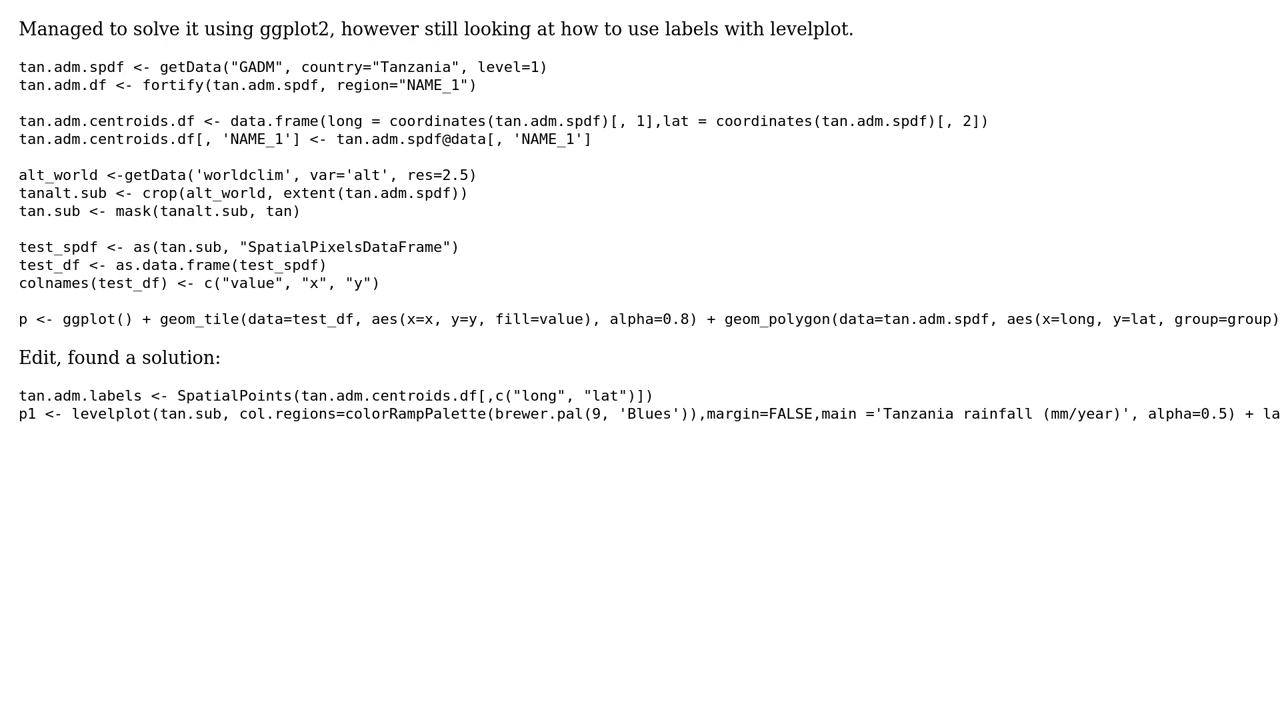 Managed to solve it using ggplot2, however still looking at how to use labels with levelplot.
tan.adm.spdf <- getData("GADM", country="Tanzania", level=1)
tan.adm.df <- fortify(tan.adm.spdf, region="NAME_1")
tan.adm.centroids.df <- data.frame(long = coordinates(tan.adm.spdf)[, 1],lat = coordinates(tan.adm.spdf)[, 2])
tan.adm.centroids.df[, 'NAME_1'] <- tan.adm.spdf@data[, 'NAME_1']
alt_world <-getData('worldclim', var='alt', res=2.5)
tanalt.sub <- crop(alt_world, extent(tan.adm.spdf))
tan.sub <- mask(tanalt.sub, tan)
test_spdf <- as(tan.sub, "SpatialPixelsDataFrame")
test_df <- as.data.frame(test_spdf)
colnames(test_df) <- c("value", "x", "y")
p <- ggplot() + geom_tile(data=test_df, aes(x=x, y=y, fill=value), alpha=0.8) + geom_polygon(data=tan.adm.spdf, aes(x=long, y=lat, group=group)
Edit, found a solution:
tan.adm.labels <- SpatialPoints(tan.adm.centroids.df[,c("long", "lat")])
p1 <- levelplot(tan.sub, col.regions=colorRampPalette(brewer.pal(9, 'Blues')),margin=FALSE,main ='Tanzania rainfall (mm/year)', alpha=0.5) + la